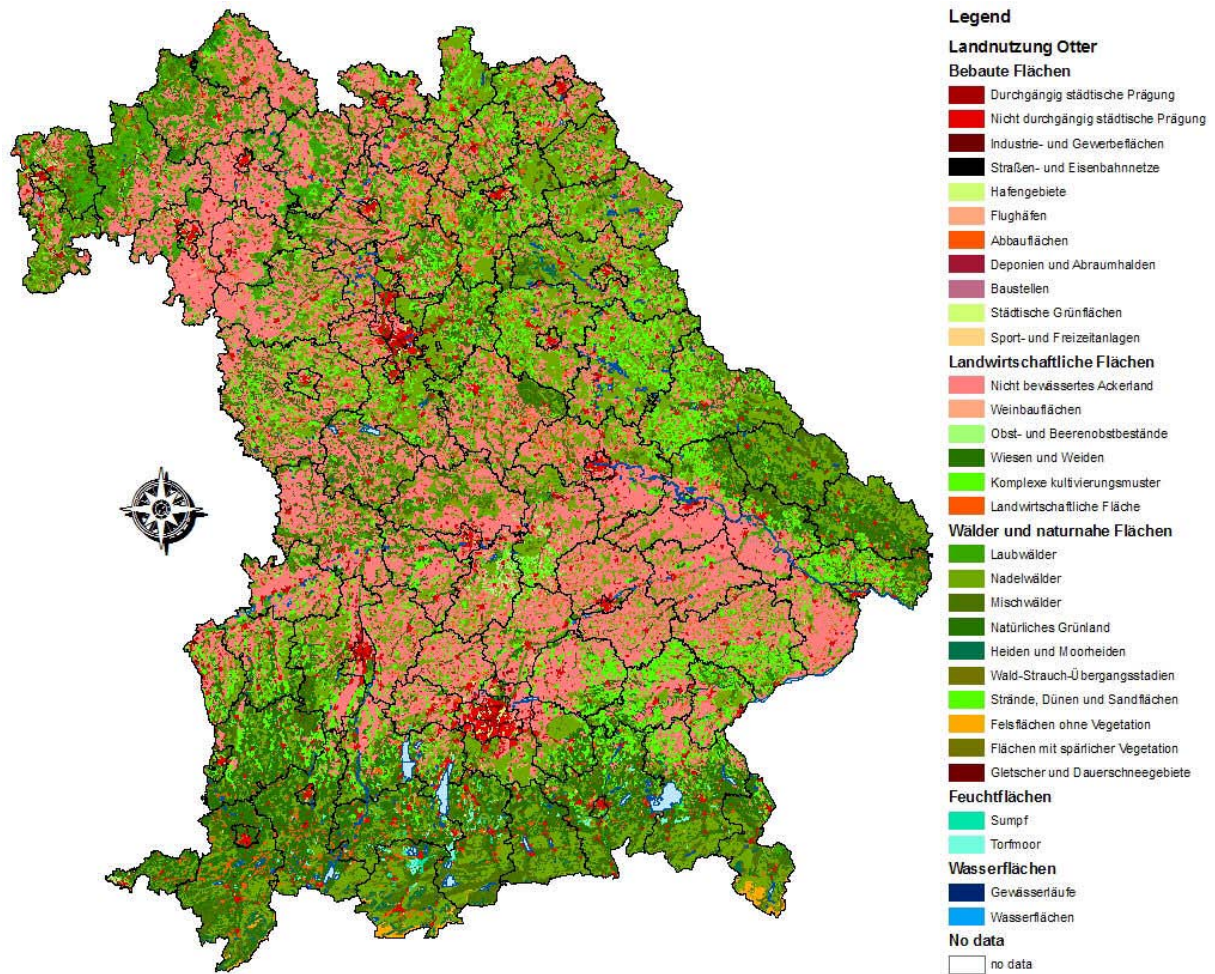 Legend
Landnutzung Otter
Bebaute Flächen
Durchgängig städtische Prägung
Nicht durchgängig städtische Prägung
Industrie- und Gewerbeflächen
Straßen- und Eisenbahnnetze
Hafengebiete
Flughäfen
Abbauflächen
Deponien und Abraumhalden
Baustellen
Städtische Grünflächen
Sport- und Freizeitanlagen
Landwirtschaftliche Flächen
Nicht bewässertes Ackerland
Weinbauflächen
Obst- und Beerenobstbestände
Wiesen und Weiden
Komplexe kultivierungsmuster
Landwirtschaftliche Fläche
Wälder und naturnahe Flächen
Laubwälder
Nadelwälder
Mischwälder
Natürliches Grünland
Heiden und Moorheiden
Wald-Strauch-Übergangsstadien
Strände, Dünen und Sandflächen
Felsflächen ohne Vegetation
Flächen mit spärlicher Vegetation
Gletscher und Dauerschneegebiete
Feuchtflächen
Sumpf
Torfmoor
Wasserflächen
Gewässerläufe
Wasserflächen
No data
no data